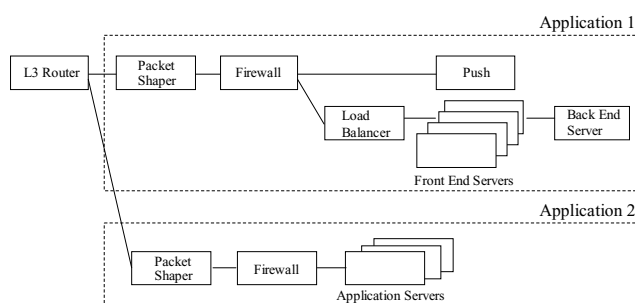 Application 1
L3 Router
Packet
Shaper
Firewall
Push
Load
Balancer
Back End
Server
Front End Servers
Application 2
Packet
Shaper
Firewall
Application Servers